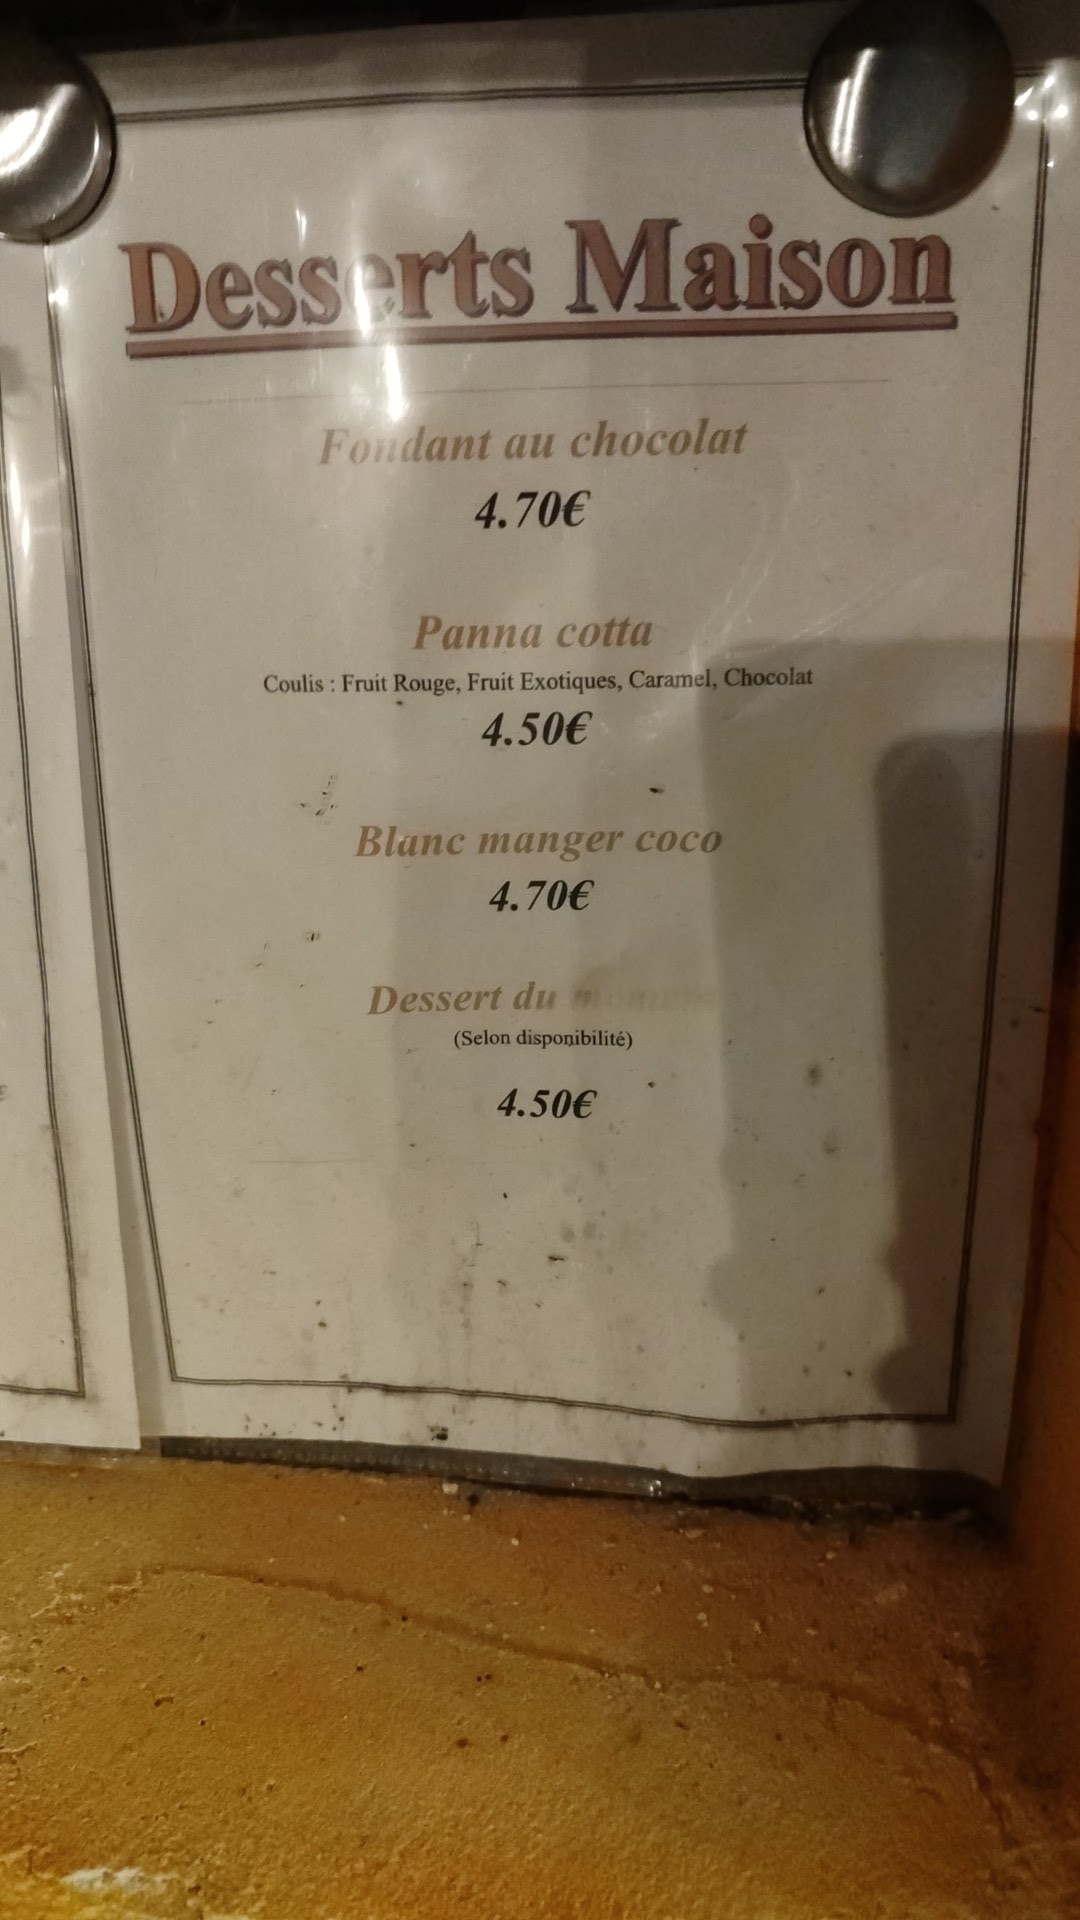 Desserts Maison
Fondant au chocolat
4.70€
Panna cotta
Coulis : Fruit Rouge, Fruit Exotiques, Caramel, Chocolat
4.50€
Blanc manger coco
4.70€
Dessert du
(Selon disponibilité)
4.50€